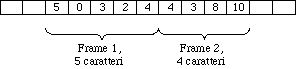 5 0 3 2 4 4 3 8 10
Frame 1, Frame 2,
5 caratteri 4 caratteri